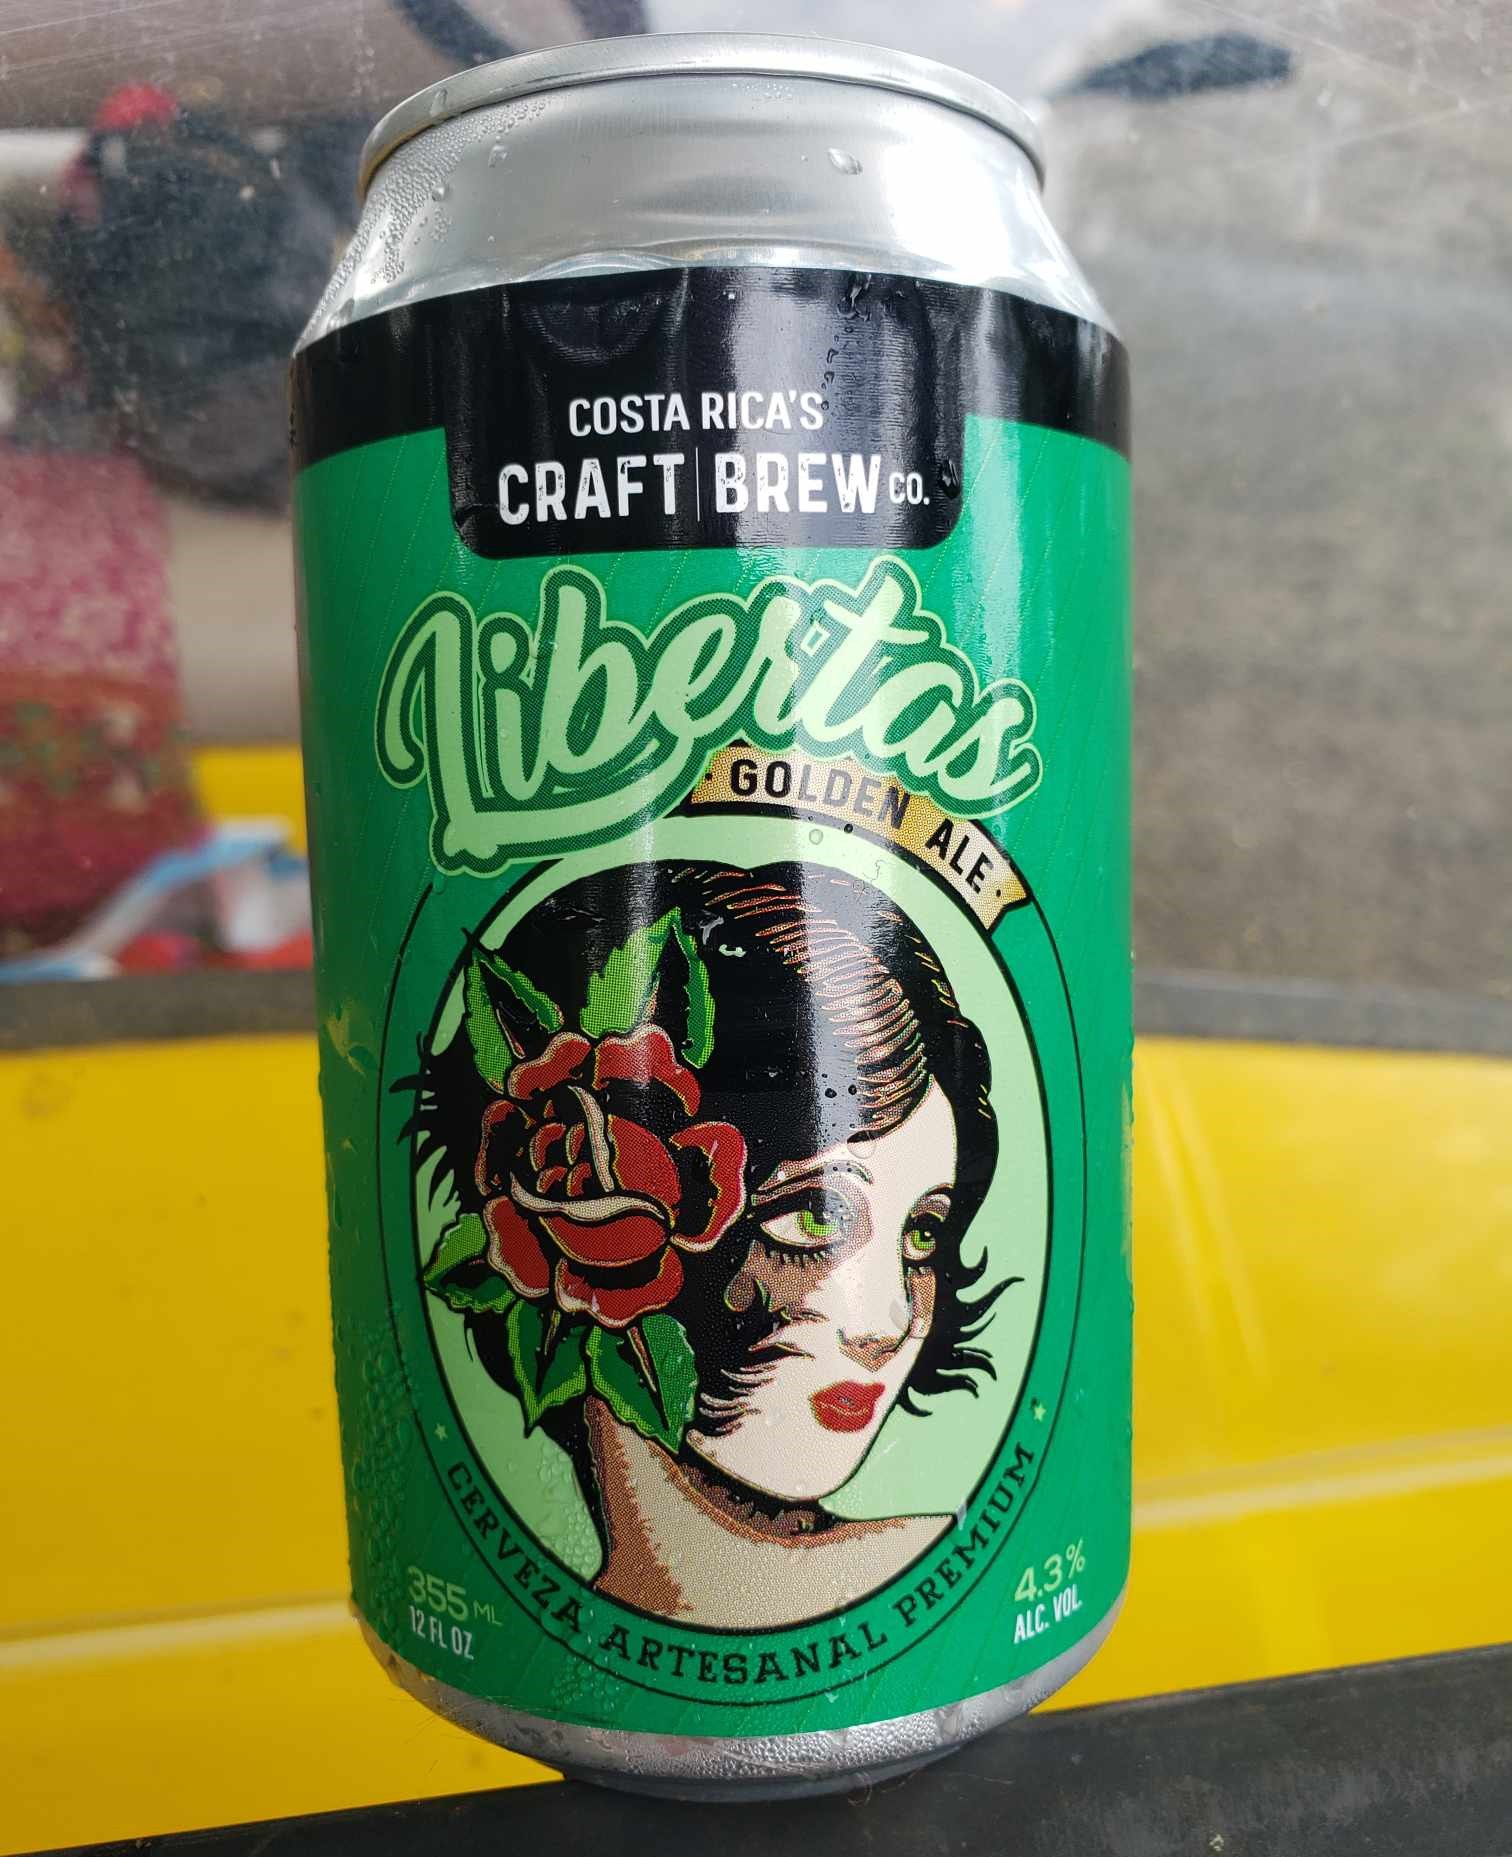 COSTA RICA'S
CRAFT | BREW CO.
Libertas
· GOLDEN ALE ·
355 ML
12 FL OZ
CERVEZA ARTESANAL PREMIUM
4.3%
ALC. VOL.